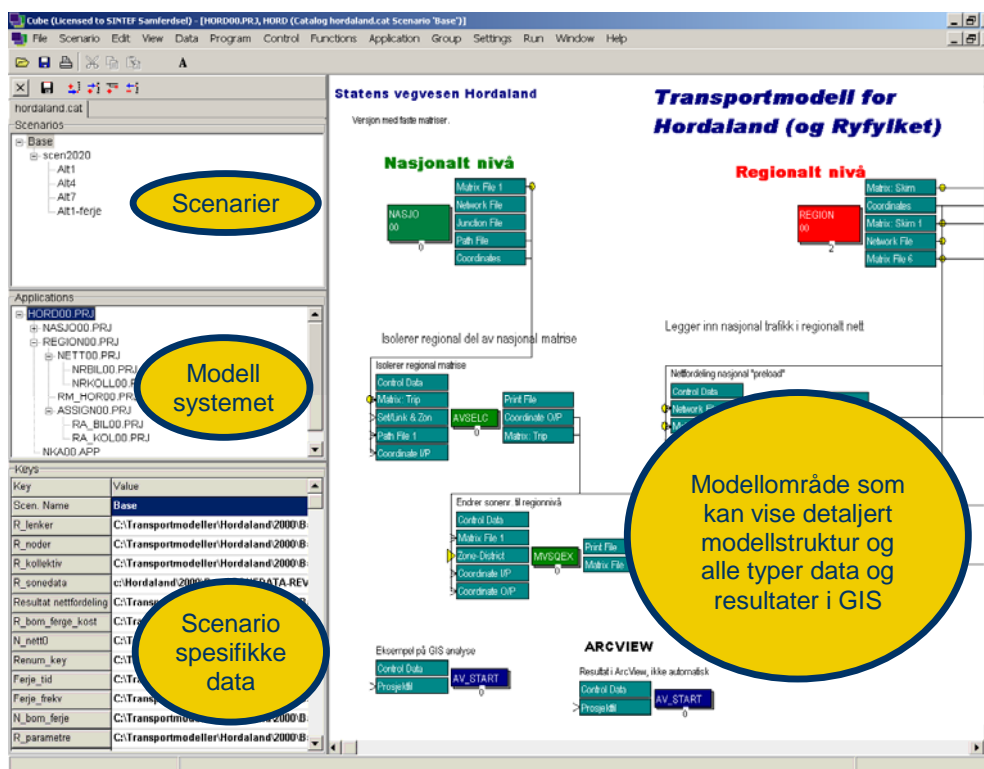 Cube (Licensed to SINTEF Samferdsel) - [HORD00.PRJ, HORD (Catalog hordaland.cat Scenario 'Base')]
File Scenario Edit View Data Program Control Functions Application Group Settings Run Window Help
A
hordaland.cat
Scenarios
Base
scen2020
Alt1
Alt4
Alt7
Alt1-ferje
Scenarier
Applications
HORD00.PRJ
NASJO00.PRJ
REGION00.PRJ
NETT00.PRJ
NRBIL00.PRJ
NRKOLL00.PRJ
RM_HOR00
ASSIGN00.PRJ
RA_BIL00.PRJ
RA_KOL00.PRJ
NKA00.APP
Modell
systemet
Keys
Key Value
Scen. Name Base
R_lenker C:\Transportmodeller\Hordaland\2000\B
R_noder C:\Transportmodeller\Hordaland\2000\B
R_kollektiv C:\Transportmodeller\Hordaland\2000\B
R_sonedata c:\Hordaland\2000
Resultat nettfordeling
R_bom_ferge_kost
N_nett0
Renum_key
Ferje_tid
Ferje_frekv
N_bom_ferje C:\Transportmodeller\Hordaland\2000\B
R_parametre C:\Transportmodeller\Hordaland\2000\B
Scenario
spesifikke
data
Statens vegvesen Hordaland
Versjon med faste matriser.
Transportmodell for
Hordaland (og Ryfylket)
Nasjonalt nivå
NASJO
00
0
Matrix File 1
Network File
Junction File
Path File
Coordinates
Regionalt nivå
REGION
00
2
Matrix: Skim
Coordinates
Matrix: Skim 1
Network File
Matrix File 6
Isolerer regional del av nasjonal matrise
Isolerer regional matrise
Control Data
Matrix: Trip
Set/Link & Zon
Path File 1
Coordinate I/P
AVSELC
0
Print File
Coordinate O/P
Matrix: Trip
Legger inn nasjonal trafikk i regionalt nett
Nettfordeling nasjonal "preload"
Control Data
Network
Endrer sonenr. til regionnivå
Control Data
Matrix File 1
Zone-District
Coordinate I/P
Coordinate O/P
MVSQEX
0
Print File
Matrix File
Modellområde som
kan vise detaljert
modellstruktur og
alle typer data og
resultater i GIS
Eksempel på GIS analyse
Control Data
Prosjektfil
AV_START
0
ARCVIEW
Resultat i ArcView, ikke automatisk
Control Data
Prosjektfil
AV_START
0